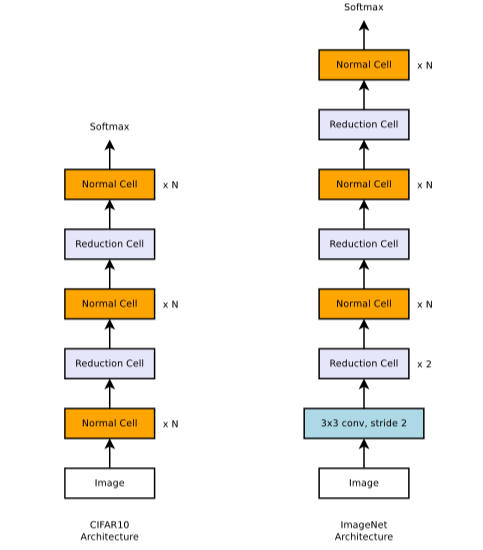 Softmax
Normal Cell x N
Reduction Cell
Normal Cell x N
Reduction Cell
Normal Cell x N
Image
CIFAR10
Architecture
Softmax
Normal Cell x N
Reduction Cell
Normal Cell x N
Reduction Cell
Normal Cell x N
Reduction Cell x 2
3x3 conv, stride 2
Image
ImageNet
Architecture